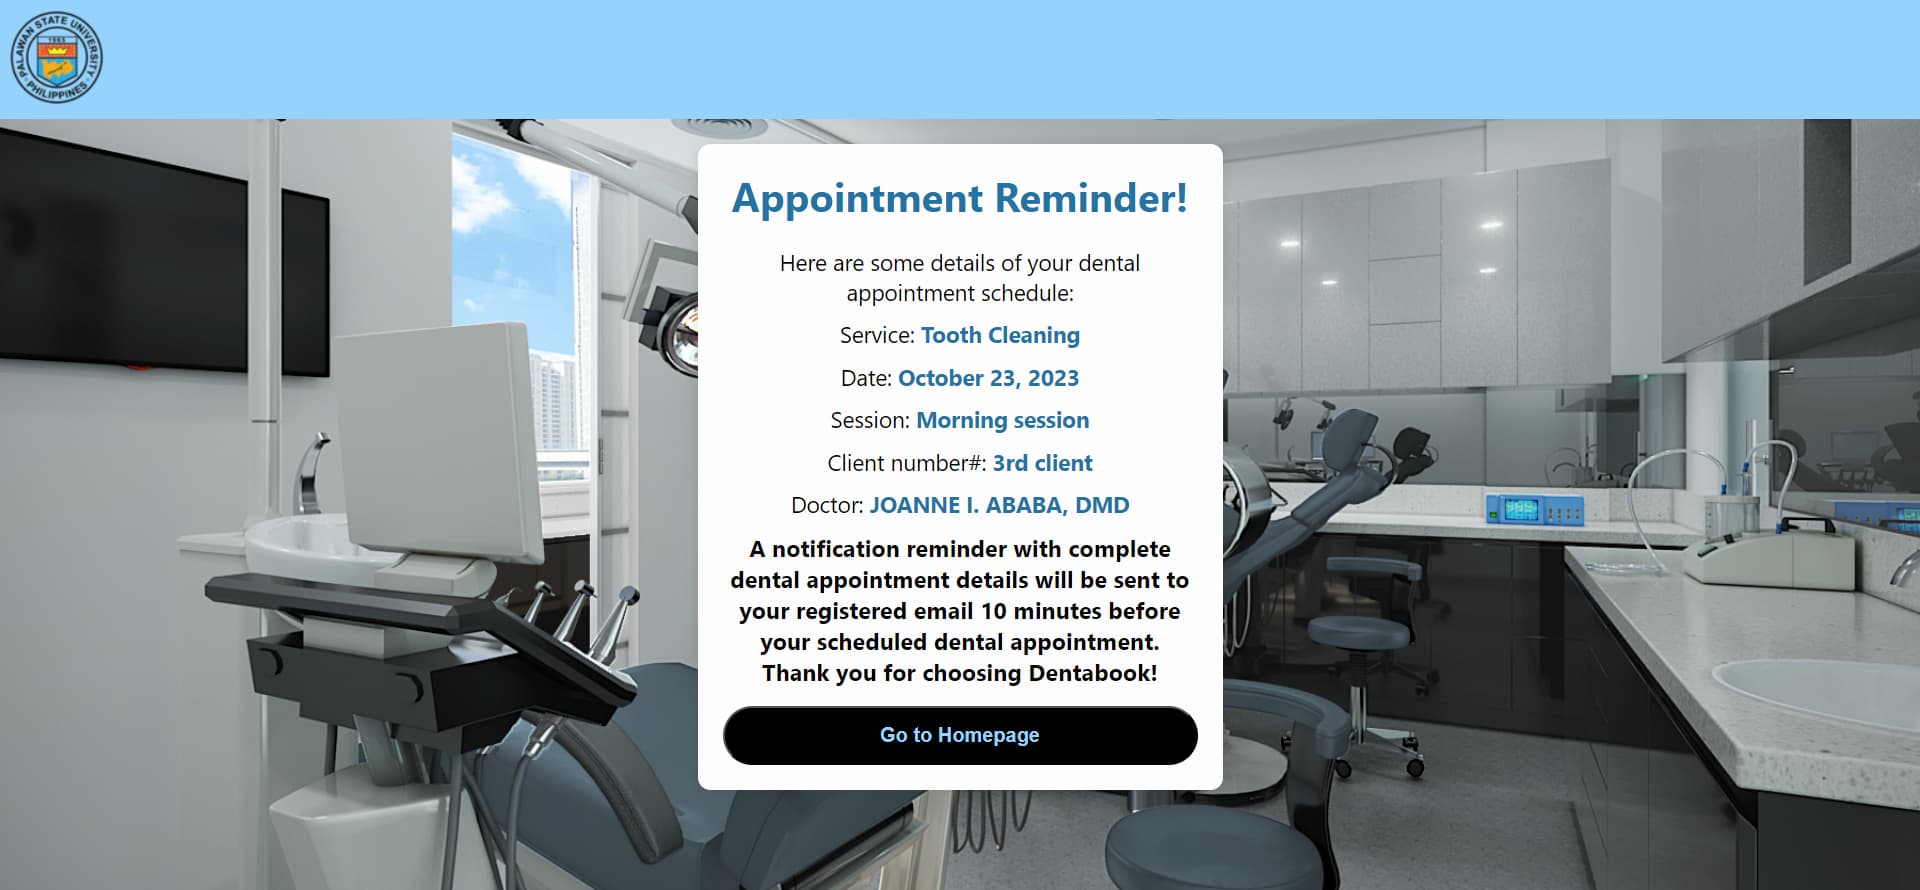 PALAWAN STATE UNIVERSITY
1965
PHILIPPINES
Appointment Reminder!
Here are some details of your dental
appointment schedule:
Service: Tooth Cleaning
Date: October 23, 2023
Session: Morning session
Client number#: 3rd client
Doctor: JOANNE I. ABABA, DMD
A notification reminder with complete
dental appointment details will be sent to
your registered email 10 minutes before
your scheduled dental appointment.
Thank you for choosing Dentabook!
Go to Homepage